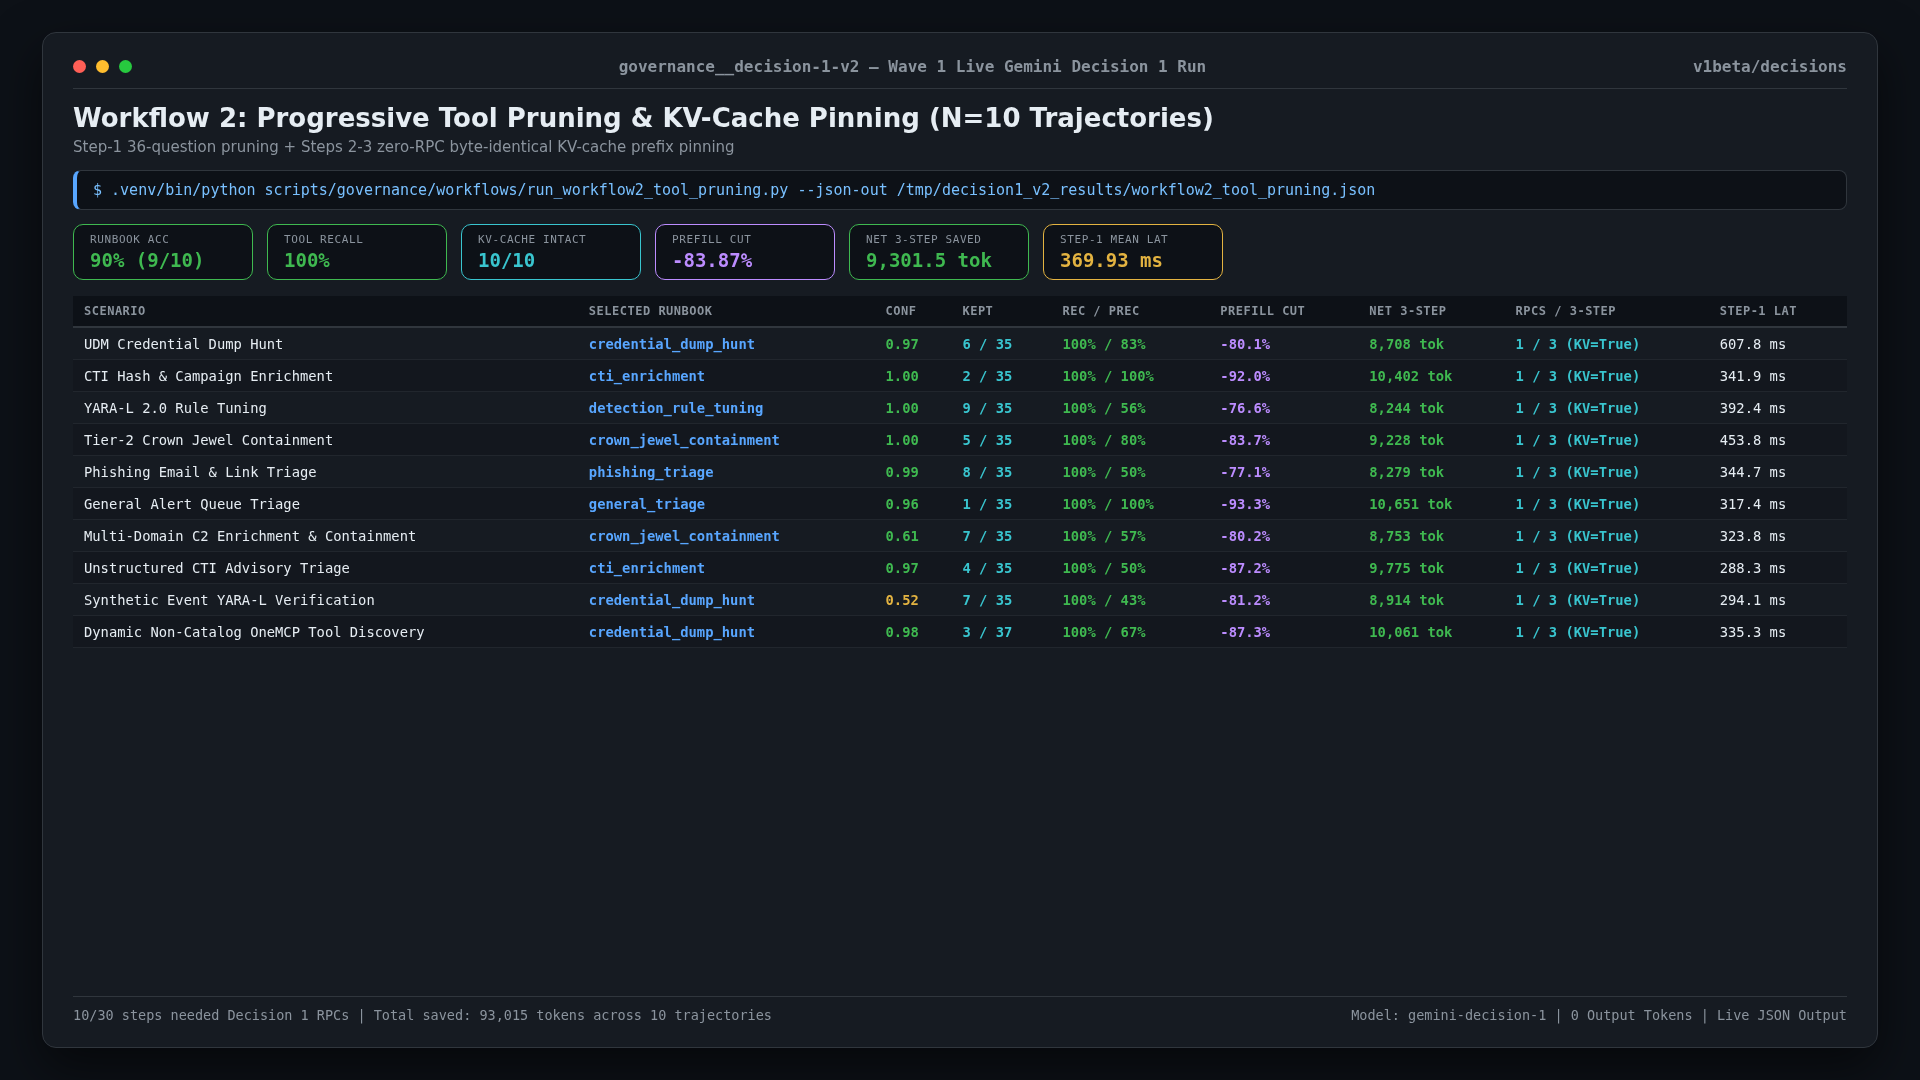 governance__decision-1-v2 — Wave 1 Live Gemini Decision 1 Run
v1beta/decisions
Workflow 2: Progressive Tool Pruning & KV-Cache Pinning (N=10 Trajectories)
Step-1 36-question pruning + Steps 2-3 zero-RPC byte-identical KV-cache prefix pinning
$ .venv/bin/python scripts/governance/workflows/run_workflow2_tool_pruning.py --json-out /tmp/decision1_v2_results/workflow2_tool_pruning.json
RUNBOOK ACC
90% (9/10)
TOOL RECALL
100%
KV-CACHE INTACT
10/10
PREFILL CUT
-83.87%
NET 3-STEP SAVED
9,301.5 tok
STEP-1 MEAN LAT
369.93 ms
SCENARIO SELECTED RUNBOOK CONF KEPT REC / PREC PREFILL CUT NET 3-STEP RPCS / 3-STEP STEP-1 LAT
UDM Credential Dump Hunt credential_dump_hunt 0.97 6 / 35 100% / 83% -80.1% 8,708 tok 1 / 3 (KV=True) 607.8 ms
CTI Hash & Campaign Enrichment cti_enrichment 1.00 2 / 35 100% / 100% -92.0% 10,402 tok 1 / 3 (KV=True) 341.9 ms
YARA-L 2.0 Rule Tuning detection_rule_tuning 1.00 9 / 35 100% / 56% -76.6% 8,244 tok 1 / 3 (KV=True) 392.4 ms
Tier-2 Crown Jewel Containment crown_jewel_containment 1.00 5 / 35 100% / 80% -83.7% 9,228 tok 1 / 3 (KV=True) 453.8 ms
Phishing Email & Link Triage phishing_triage 0.99 8 / 35 100% / 50% -77.1% 8,279 tok 1 / 3 (KV=True) 344.7 ms
General Alert Queue Triage general_triage 0.96 1 / 35 100% / 100% -93.3% 10,651 tok 1 / 3 (KV=True) 317.4 ms
Multi-Domain C2 Enrichment & Containment crown_jewel_containment 0.61 7 / 35 100% / 57% -80.2% 8,753 tok 1 / 3 (KV=True) 323.8 ms
Unstructured CTI Advisory Triage cti_enrichment 0.97 4 / 35 100% / 50% -87.2% 9,775 tok 1 / 3 (KV=True) 288.3 ms
Synthetic Event YARA-L Verification credential_dump_hunt 0.52 7 / 35 100% / 43% -81.2% 8,914 tok 1 / 3 (KV=True) 294.1 ms
Dynamic Non-Catalog OneMCP Tool Discovery credential_dump_hunt 0.98 3 / 37 100% / 67% -87.3% 10,061 tok 1 / 3 (KV=True) 335.3 ms
10/30 steps needed Decision 1 RPCs | Total saved: 93,015 tokens across 10 trajectories
Model: gemini-decision-1 | 0 Output Tokens | Live JSON Output